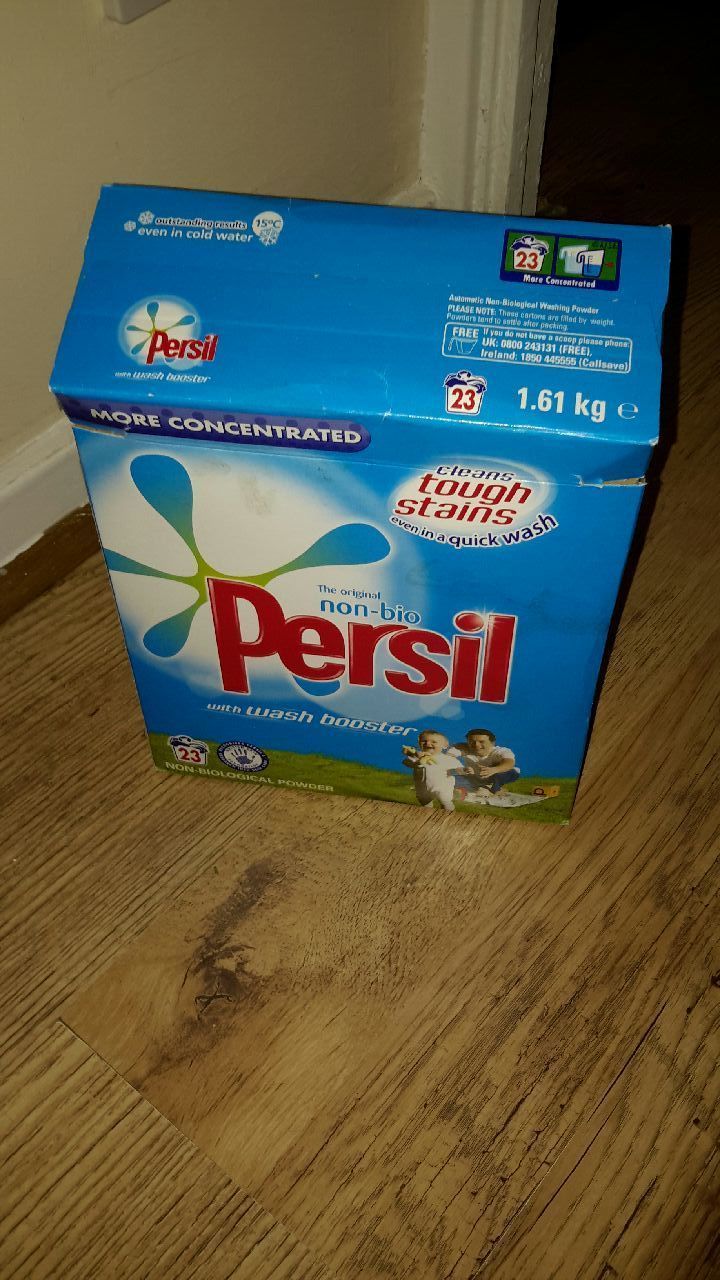 outstanding results
even in cold water
15°C
23
More Concentrated
Persil
with wash booster
Automatic Non-Biological Washing Powder
PLEASE NOTE: These cartons are filled by weight.
Powders tend to settle after packing.
FREE If you do not have a scoop please phone:
UK: 0800 243131 (FREE),
Ireland: 1850 445555 (Callsave)
23
1.61 kg e
MORE CONCENTRATED
cleans
tough
stains
even in a quick wash
The original
non-bio
Persil
with wash booster
23
NON-BIOLOGICAL POWDER